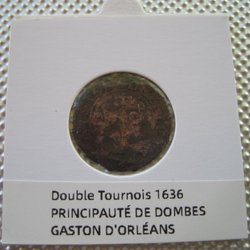 Double Tournois 1636
PRINCIPAUTÉ DE DOMBES
GASTON D'ORLÉANS